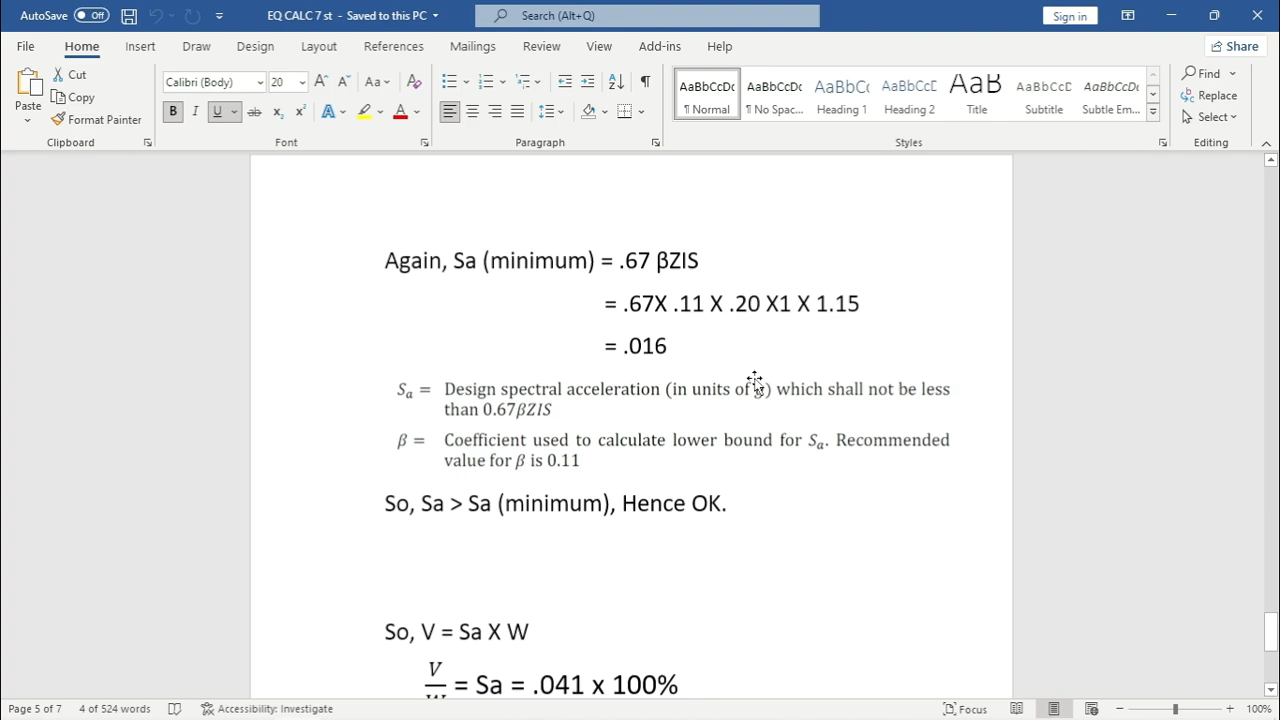 AutoSave Off EQ CALC 7 st - Saved to this PC Search (Alt+Q) Sign in
File Home Insert Draw Design Layout References Mailings Review View Add-ins Help Share
Paste Cut Copy Format Painter
Calibri (Body) 20 A A Aa A
B I U ab x₂ x² A A
AaBbCcDc AaBbCcDc AaBbCc AaBbCcD AaB AaBbCcD AaBbCcDc
¶ Normal ¶ No Spac... Heading 1 Heading 2 Title Subtitle Subtle Em...
Find
Replace
Select
Clipboard Font Paragraph Styles Editing
Again, Sa (minimum) = .67 βZIS
= .67X .11 X .20 X1 X 1.15
= .016
Sₐ = Design spectral acceleration (in units of g) which shall not be less
than 0.67βZIS
β = Coefficient used to calculate lower bound for Sₐ. Recommended
value for β is 0.11
So, Sa > Sa (minimum), Hence OK.
So, V = Sa X W
V/W = Sa = .041 x 100%
Page 5 of 7 4 of 524 words Accessibility: Investigate Focus 100%